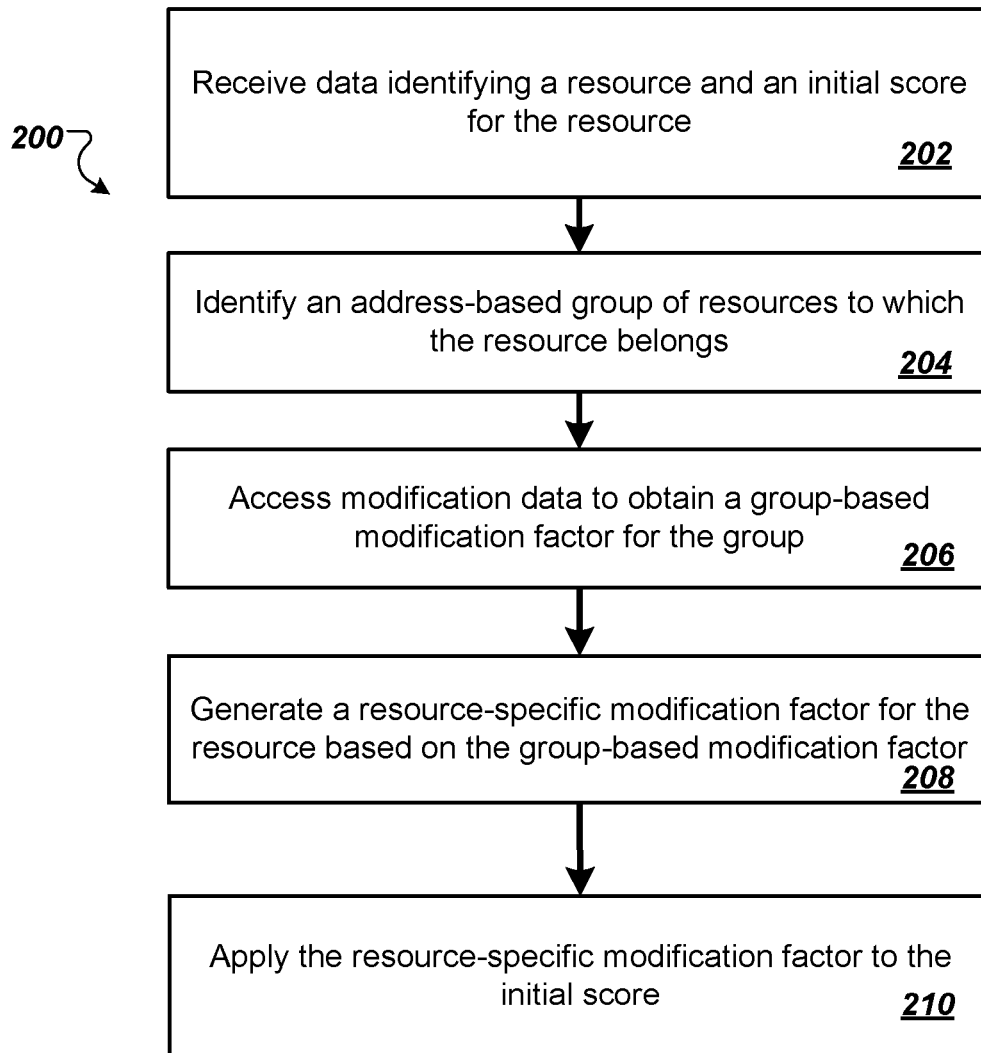 Receive data identifying a resource and an initial score
for the resource
200
202
Identify an address-based group of resources to which
the resource belongs
204
Access modification data to obtain a group-based
modification factor for the group
206
Generate a resource-specific modification factor for the
resource based on the group-based modification factor
208
Apply the resource-specific modification factor to the
initial score
210